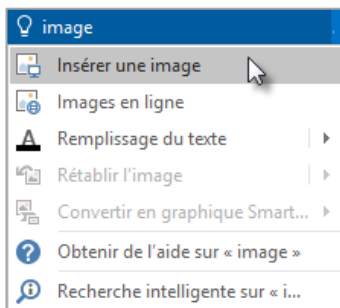 image
Insérer une image
Images en ligne
A Remplissage du texte
Rétablir l'image
Convertir en graphique Smart...
? Obtenir de l'aide sur « image »
Recherche intelligente sur « i...